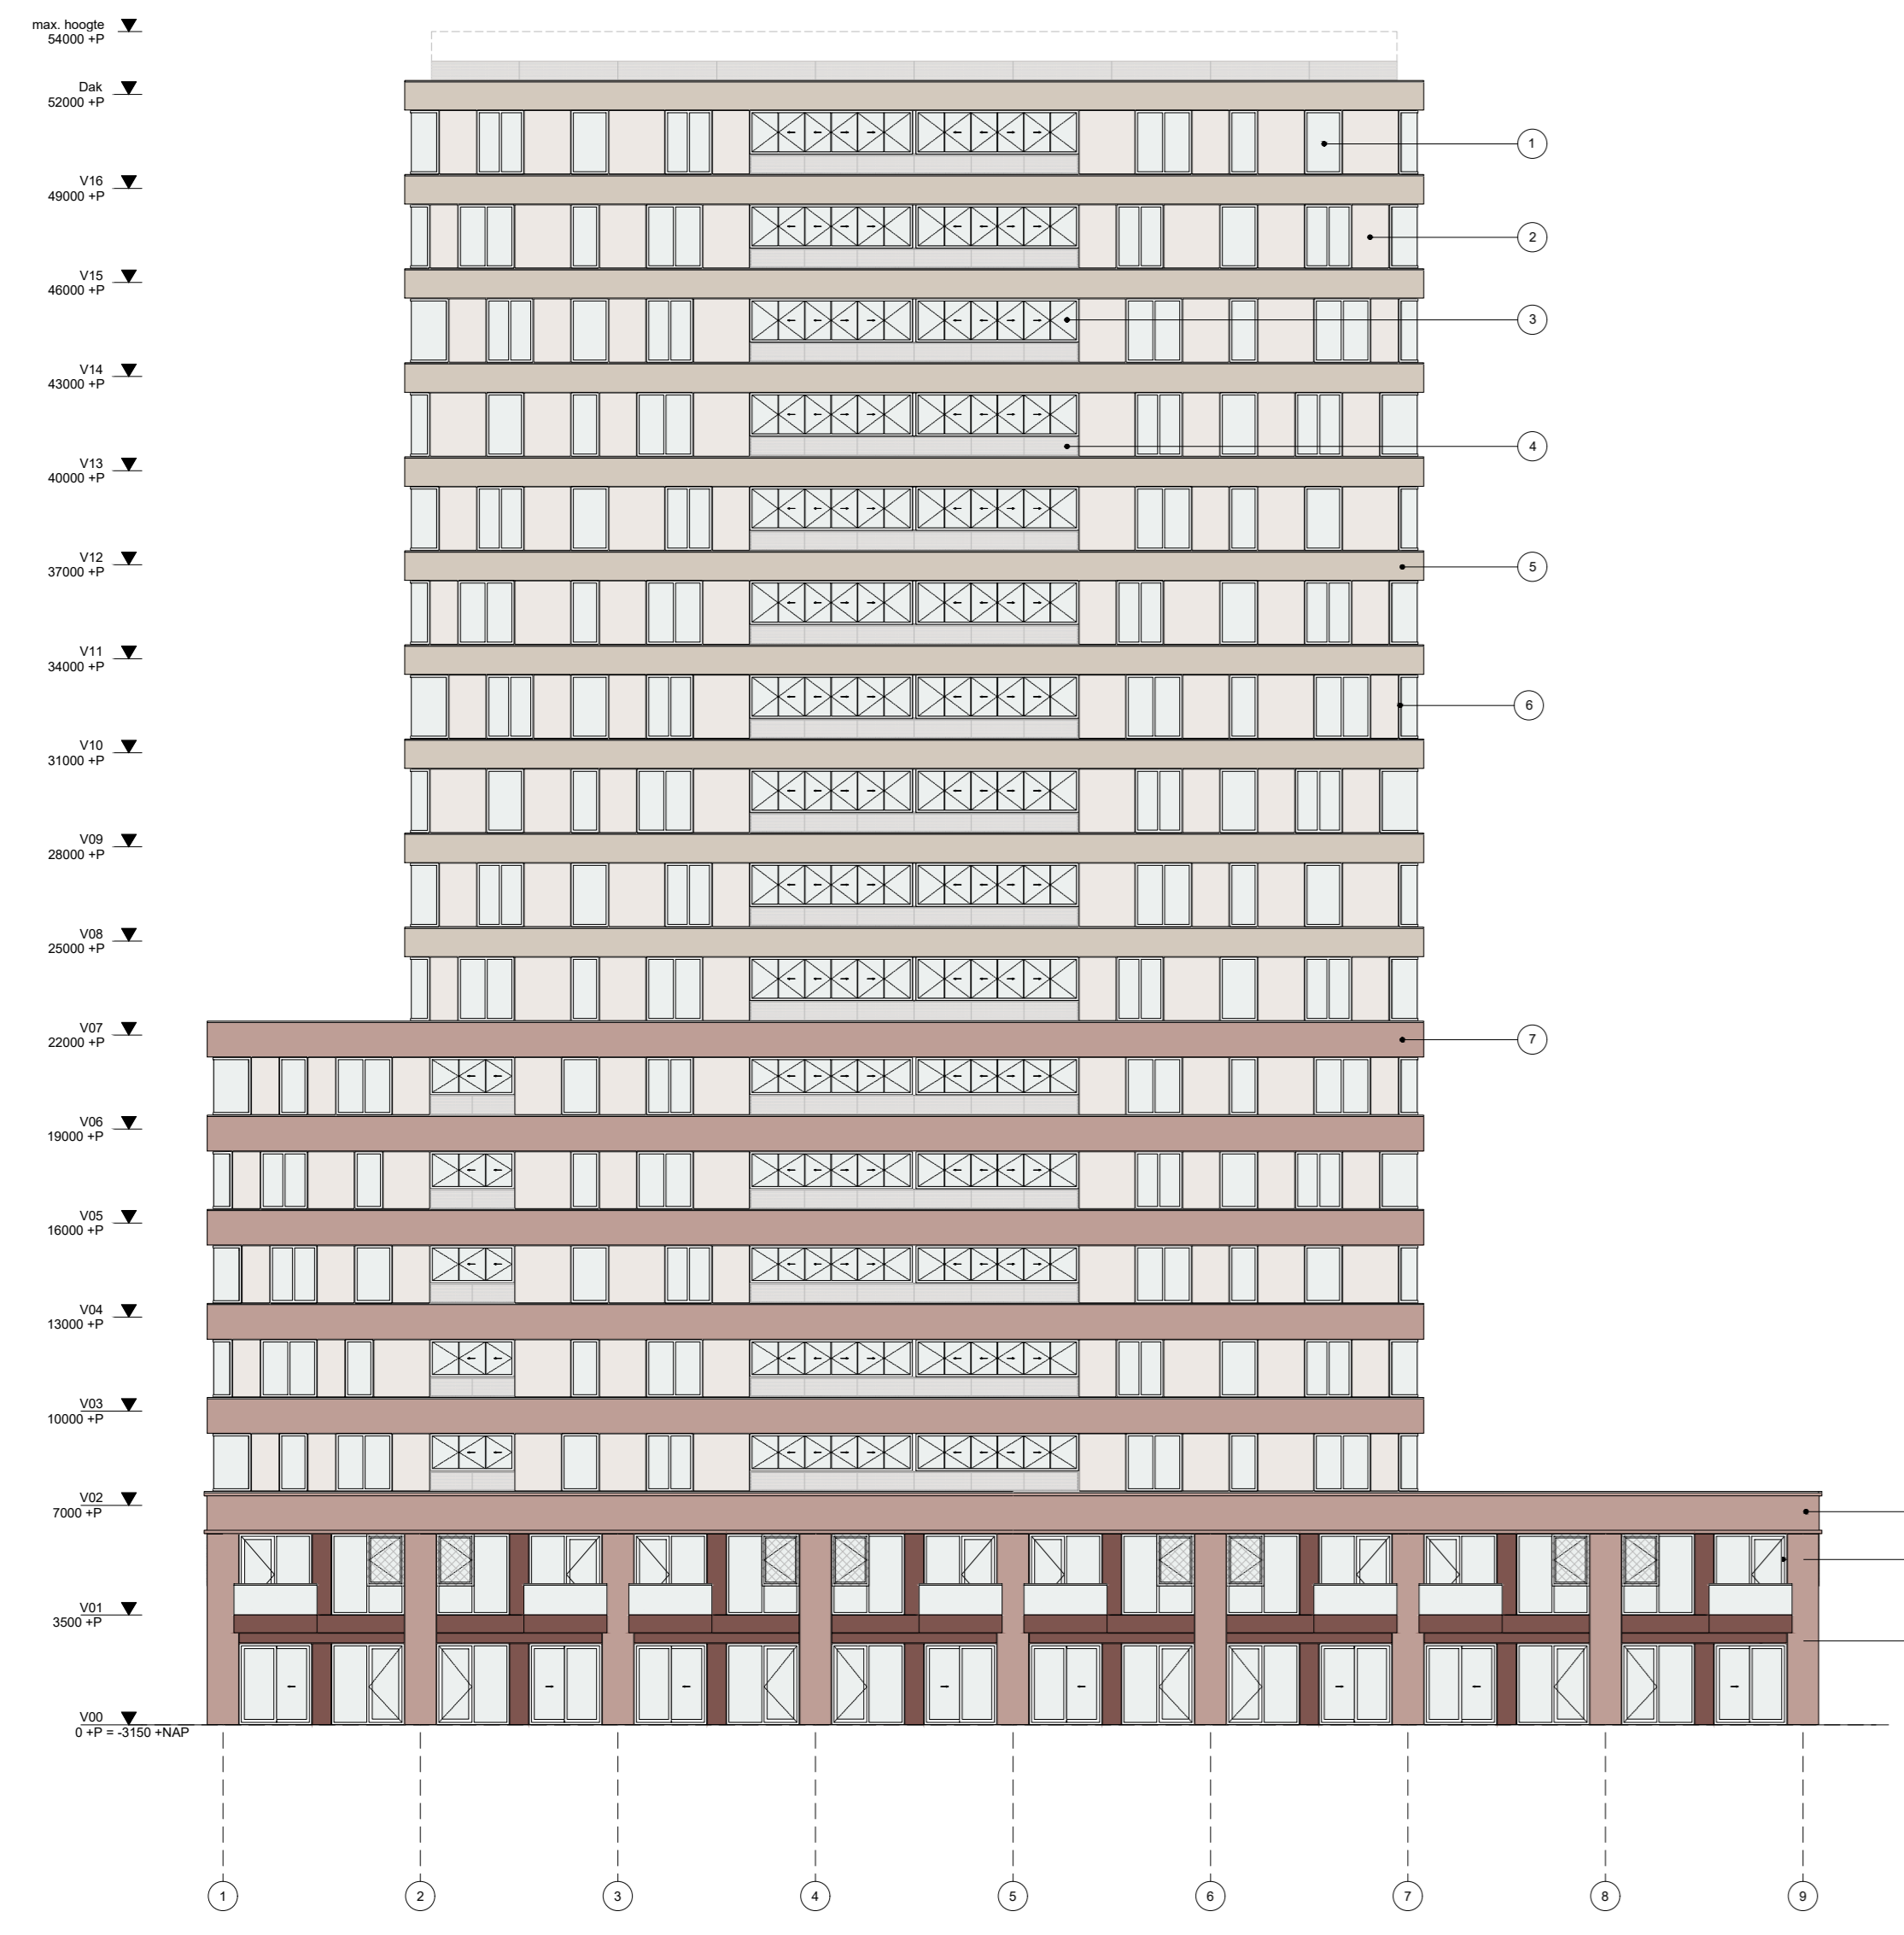 max. hoogte
54000 +P
Dak
52000 +P
1
V16
49000 +P
2
V15
46000 +P
3
V14
43000 +P
4
V13
40000 +P
V12
37000 +P
5
V11
34000 +P
6
V10
31000 +P
V09
28000 +P
V08
25000 +P
V07
22000 +P
7
V06
19000 +P
V05
16000 +P
V04
13000 +P
V03
10000 +P
V02
7000 +P
V01
3500 +P
V00
0 +P = -3150 +NAP
1 2 3 4 5 6 7 8 9